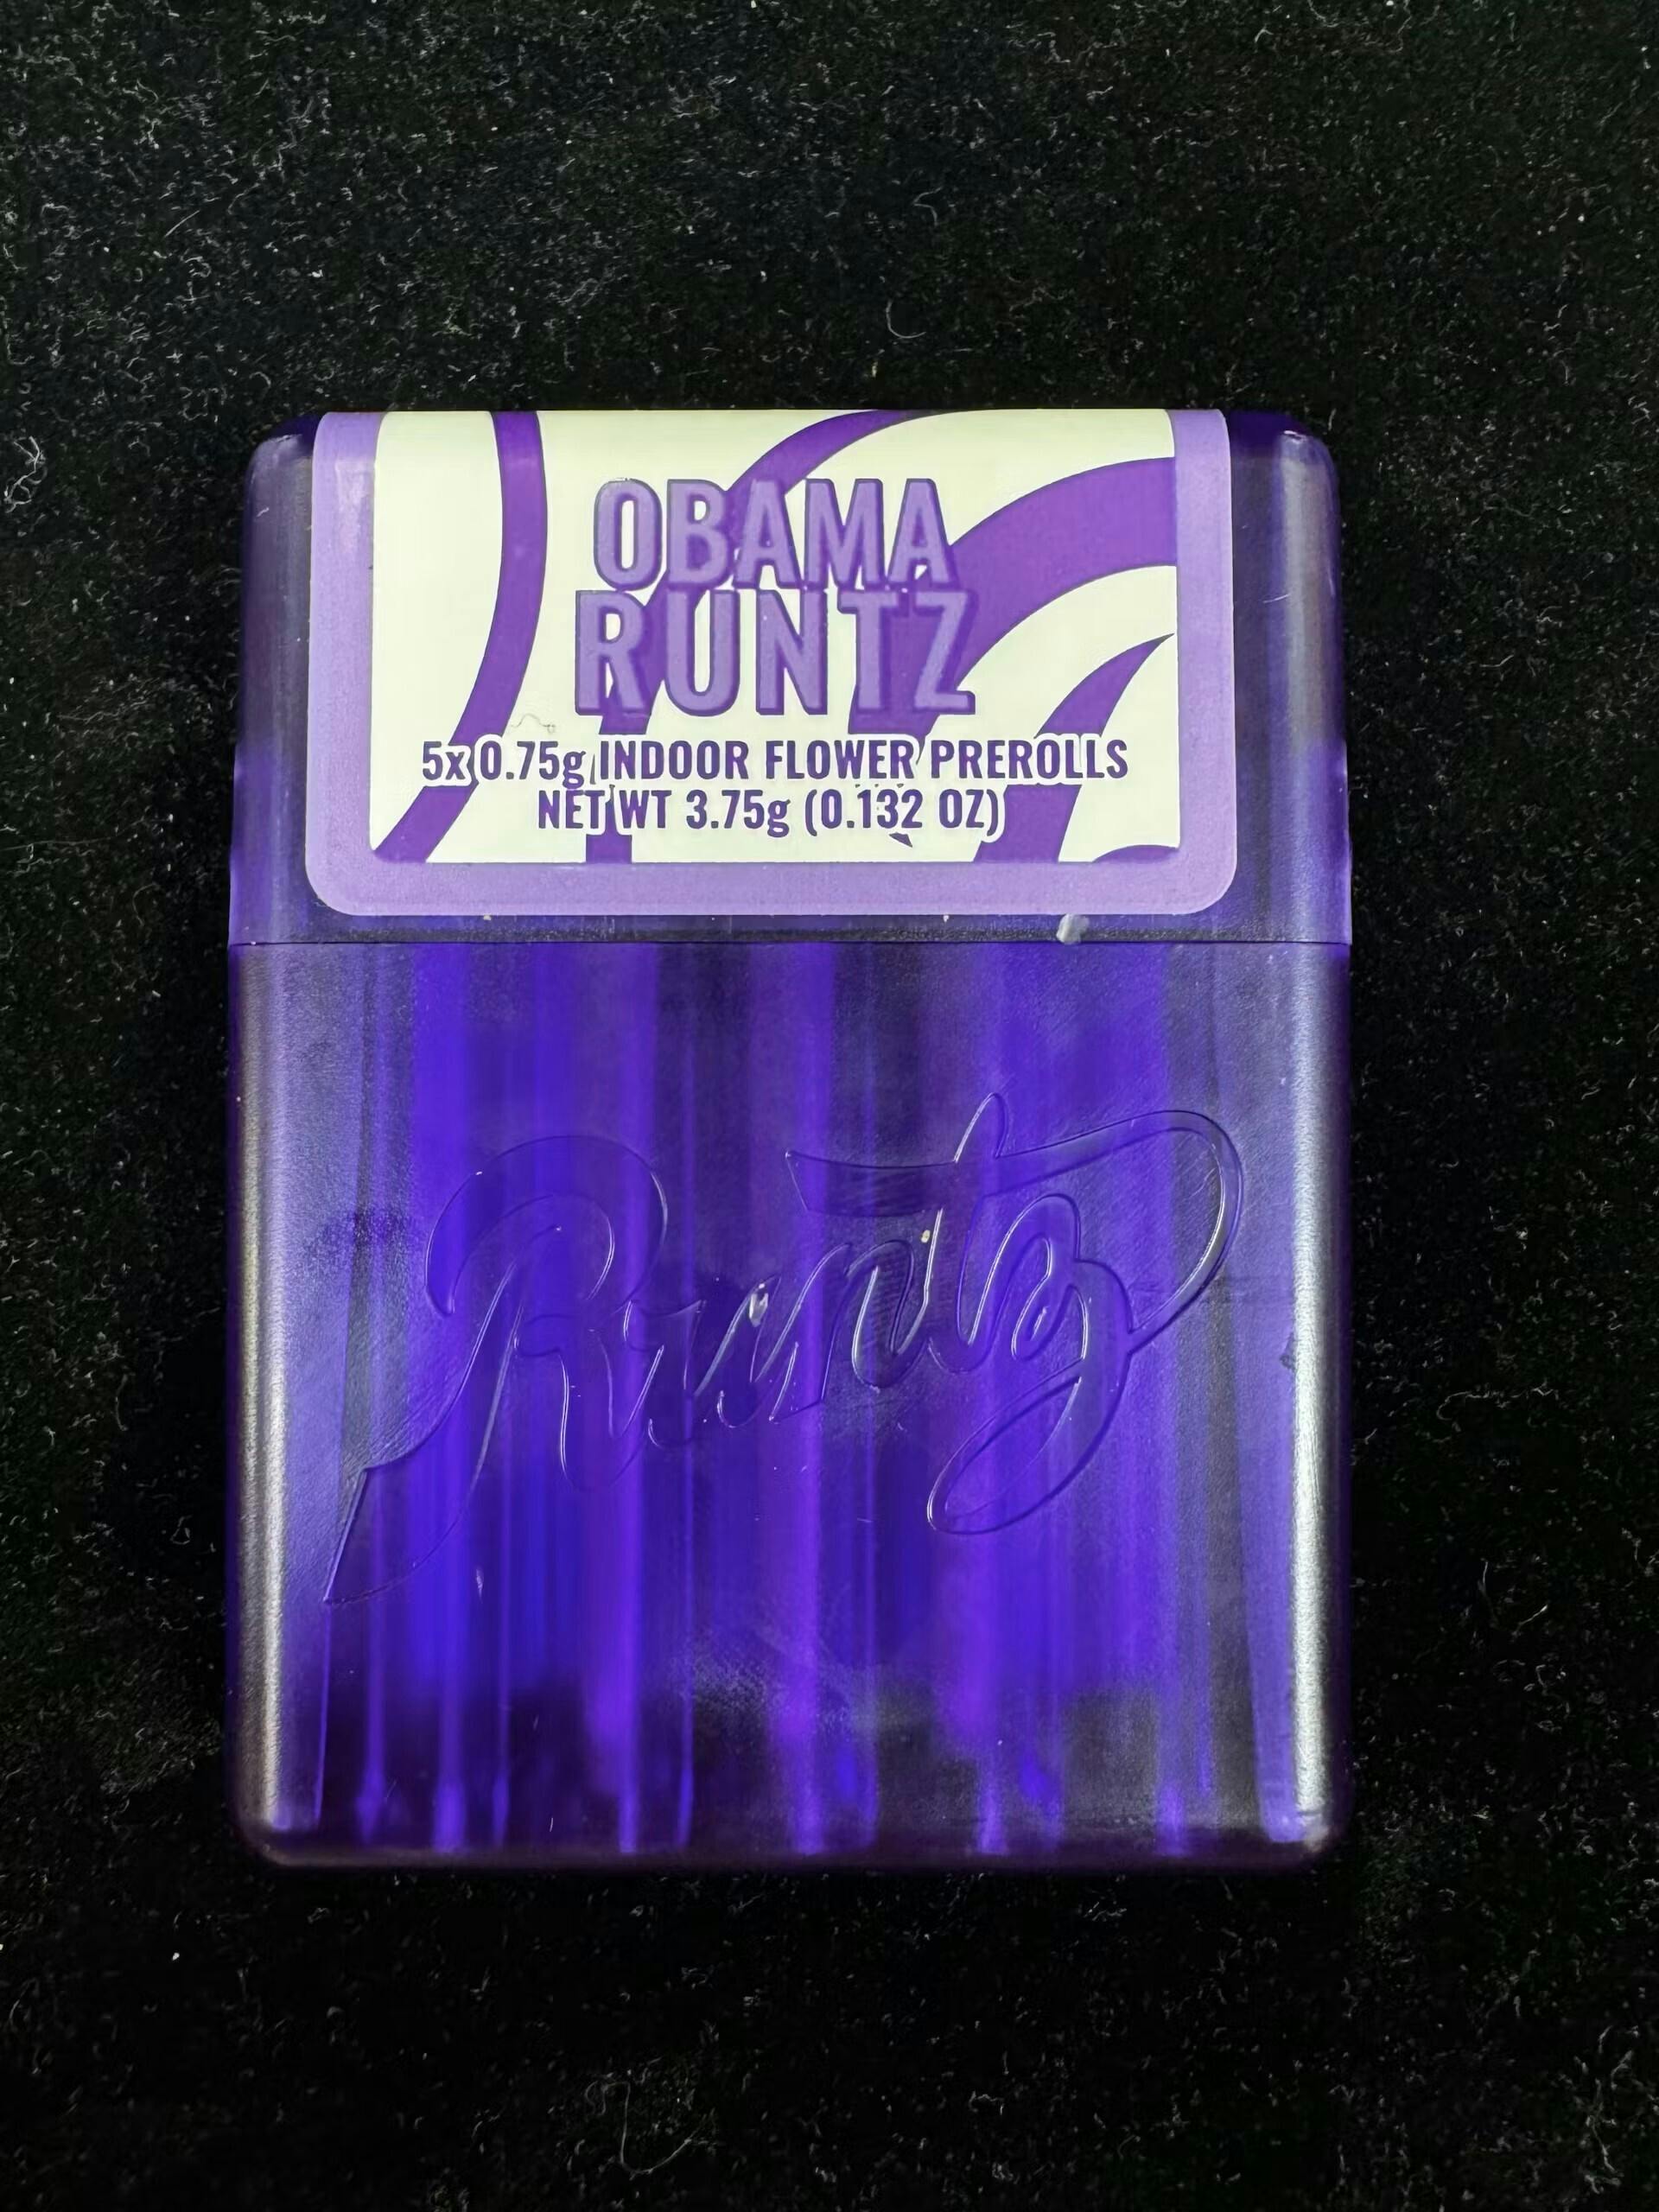 OBAMA
RUNTZ
5x 0.75g INDOOR FLOWER PREROLLS
NET WT 3.75g (0.132 OZ)
Runtz